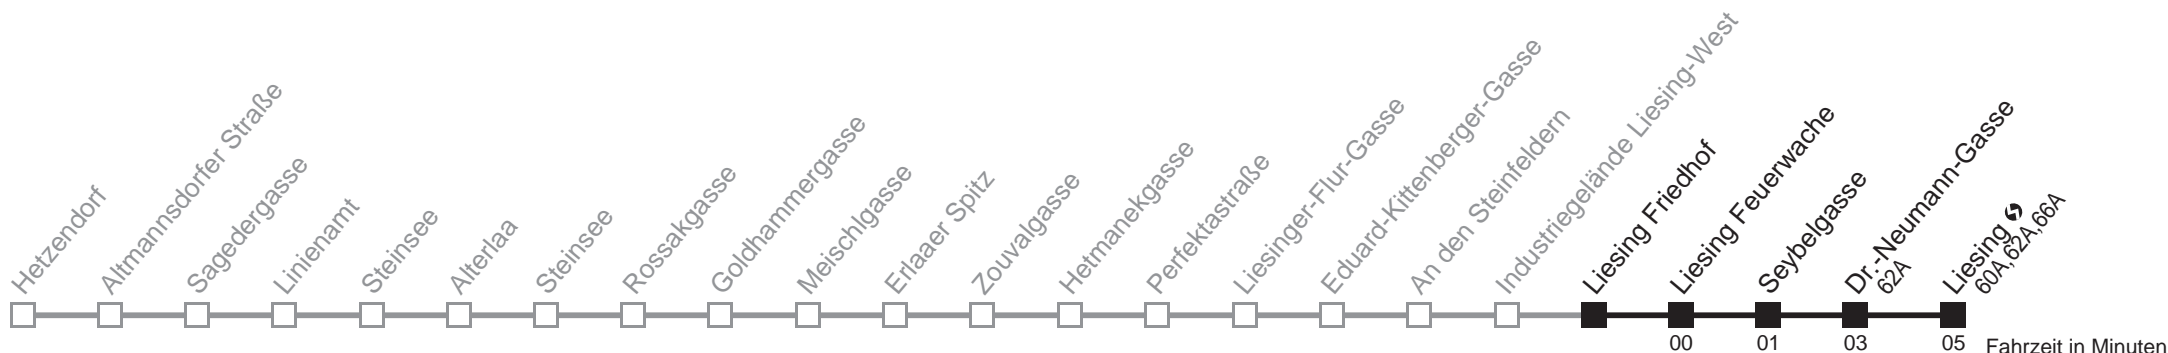 Hetzendorf
Altmannsdorfer Straße
Sagedergasse
Linienamt
Steinsee
Alterlaa
Steinsee
Rossakgasse
Goldhammergasse
Meischlgasse
Erlaaer Spitz
Zouvalgasse
Hetmanekgasse
Perfektastraße
Liesinger-Flur-Gasse
Eduard-Kittenberger-Gasse
An den Steinfeldern
Industriegelände Liesing-West
Liesing Friedhof
Liesing Feuerwache
Seybelgasse
Dr.-Neumann-Gasse
62A
Liesing
60A,62A,66A
00 01 03 05 Fahrzeit in Minuten